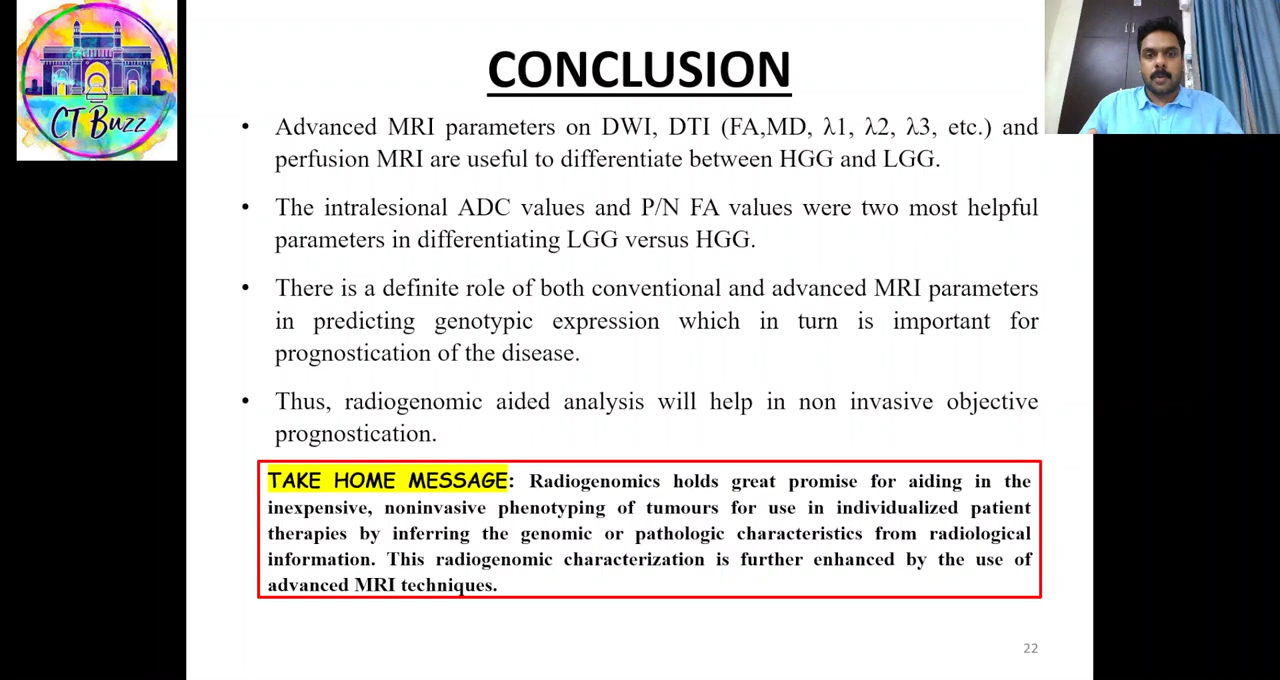 CT Buzz
CONCLUSION
• Advanced MRI parameters on DWI, DTI (FA,MD, λ1, λ2, λ3, etc.) and
perfusion MRI are useful to differentiate between HGG and LGG.
• The intralesional ADC values and P/N FA values were two most helpful
parameters in differentiating LGG versus HGG.
• There is a definite role of both conventional and advanced MRI parameters
in predicting genotypic expression which in turn is important for
prognostication of the disease.
• Thus, radiogenomic aided analysis will help in non invasive objective
prognostication.
TAKE HOME MESSAGE: Radiogenomics holds great promise for aiding in the
inexpensive, noninvasive phenotyping of tumours for use in individualized patient
therapies by inferring the genomic or pathologic characteristics from radiological
information. This radiogenomic characterization is further enhanced by the use of
advanced MRI techniques.
22